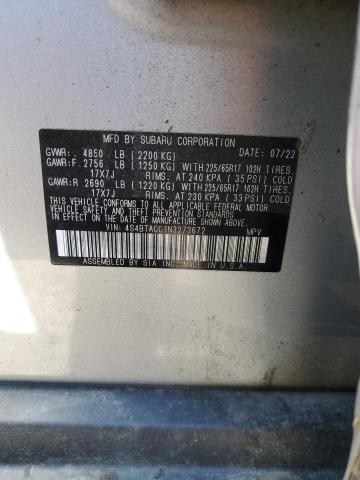 MFD BY SUBARU CORPORATION
GVWR: 4850 LB (2200 KG) DATE: 07/22
GAWR:F 2756 LB (1250 KG) WITH 225/65R17 102H TIRES.
17X7J RIMS. AT 240 KPA ( 35 PSI) COLD
GAWR:R 2690 LB (1220 KG) WITH 225/65R17 102H TIRES.
17X7J RIMS. AT 230 KPA ( 33 PSI) COLD
THIS VEHICLE CONFORMS TO ALL APPLICABLE FEDERAL MOTOR
VEHICLE SAFETY AND THEFT PREVENTION STANDARDS
IN EFFECT ON THE DATE OF MANUFACTURE SHOWN ABOVE.
VIN: 4S4BTACC1N3273672 MPV
ASSEMBLED BY SIA INC. MADE IN U.S.A.